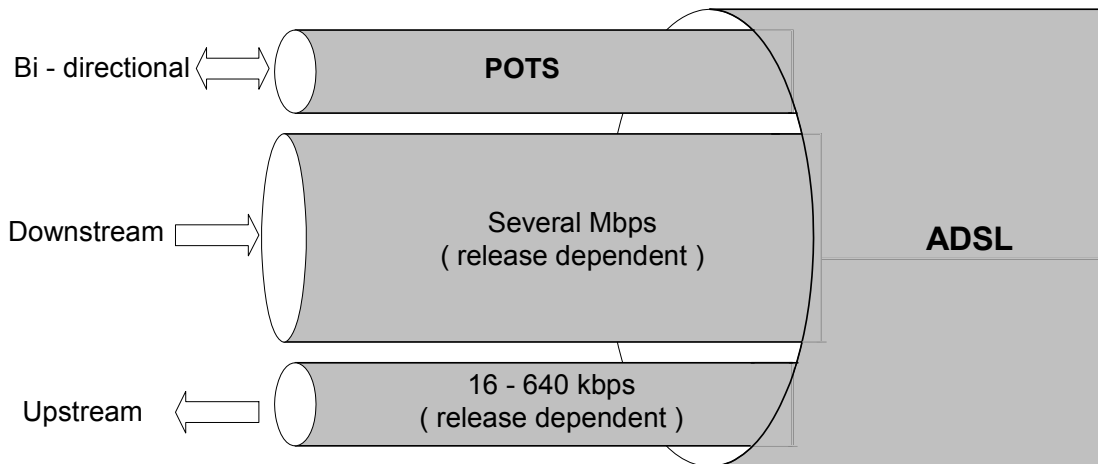 Bi - directional
POTS
Downstream
Several Mbps
( release dependent )
ADSL
Upstream
16 - 640 kbps
( release dependent )